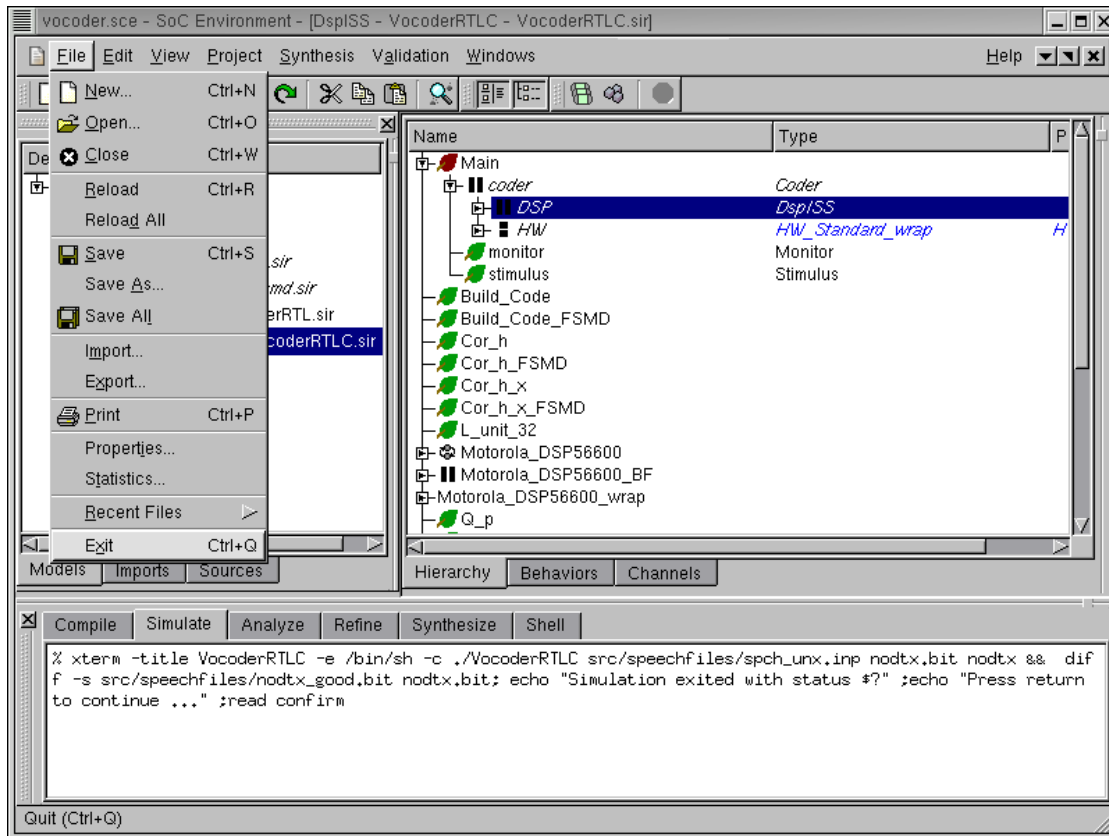 vocoder.sce - SoC Environment - [DspISS - VocoderRTLC - VocoderRTLC.sir]
File Edit View Project Synthesis Validation Windows Help
New... Ctrl+N
Open... Ctrl+O
Close Ctrl+W
Reload Ctrl+R
Reload All
Save Ctrl+S
Save As...
Save All
Import...
Export...
Print Ctrl+P
Properties...
Statistics...
Recent Files
Exit Ctrl+Q
De
.sir
md.sir
erRTL.sir
coderRTLC.sir
Models Imports Sources
Name Type P
Main
coder Coder
DSP DspISS
HW HW_Standard_wrap H
monitor Monitor
stimulus Stimulus
Build_Code
Build_Code_FSMD
Cor_h
Cor_h_FSMD
Cor_h_x
Cor_h_x_FSMD
L_unit_32
Motorola_DSP56600
Motorola_DSP56600_BF
Motorola_DSP56600_wrap
Q_p
Hierarchy Behaviors Channels
Compile Simulate Analyze Refine Synthesize Shell
% xterm -title VocoderRTLC -e /bin/sh -c ./VocoderRTLC src/speechfiles/spch_unx.inp nodtx.bit nodtx && dif
f -s src/speechfiles/nodtx_good.bit nodtx.bit; echo "Simulation exited with status $?" ;echo "Press return
to continue ..." ;read confirm
Quit (Ctrl+Q)